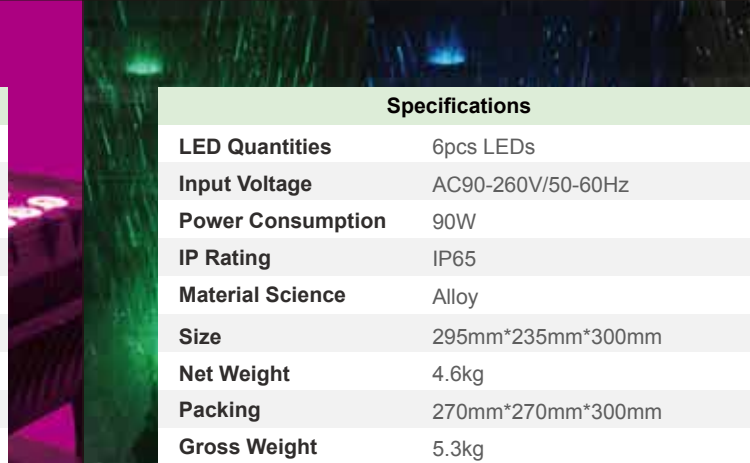 Specifications
LED Quantities 6pcs LEDs
Input Voltage AC90-260V/50-60Hz
Power Consumption 90W
IP Rating IP65
Material Science Alloy
Size 295mm*235mm*300mm
Net Weight 4.6kg
Packing 270mm*270mm*300mm
Gross Weight 5.3kg